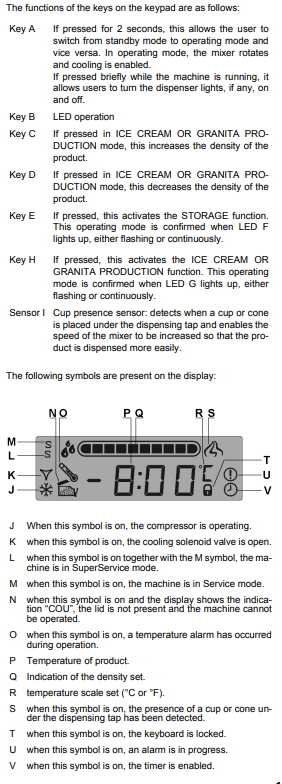 The functions of the keys on the keypad are as follows:
Key A If pressed for 2 seconds, this allows the user to
switch from standby mode to operating mode and
vice versa. In operating mode, the mixer rotates
and cooling is enabled.
If pressed briefly while the machine is running, it
allows users to turn the dispenser lights, if any, on
and off.
Key B LED operation
Key C If pressed in ICE CREAM OR GRANITA PRO-
DUCTION mode, this increases the density of the
product.
Key D If pressed in ICE CREAM OR GRANITA PRO-
DUCTION mode, this decreases the density of the
product.
Key E If pressed, this activates the STORAGE function.
This operating mode is confirmed when LED F
lights up, either flashing or continuously.
Key H If pressed, this activates the ICE CREAM OR
GRANITA PRODUCTION function. This operating
mode is confirmed when LED G lights up, either
flashing or continuously.
Sensor I Cup presence sensor: detects when a cup or cone
is placed under the dispensing tap and enables the
speed of the mixer to be increased so that the pro-
duct is dispensed more easily.
The following symbols are present on the display:
N O P Q R S
M S
L S
K
J
- 8:00 °C
T
U
V
J When this symbol is on, the compressor is operating.
K when this symbol is on, the cooling solenoid valve is open.
L when this symbol is on together with the M symbol, the ma-
chine is in SuperService mode.
M when this symbol is on, the machine is in Service mode.
N when this symbol is on and the display shows the indica-
tion "COU", the lid is not present and the machine cannot
be operated.
O when this symbol is on, a temperature alarm has occurred
during operation.
P Temperature of product.
Q Indication of the density set.
R temperature scale set (°C or °F).
S when this symbol is on, the presence of a cup or cone un-
der the dispensing tap has been detected.
T when this symbol is on, the keyboard is locked.
U when this symbol is on, an alarm is in progress.
V when this symbol is on, the timer is enabled.